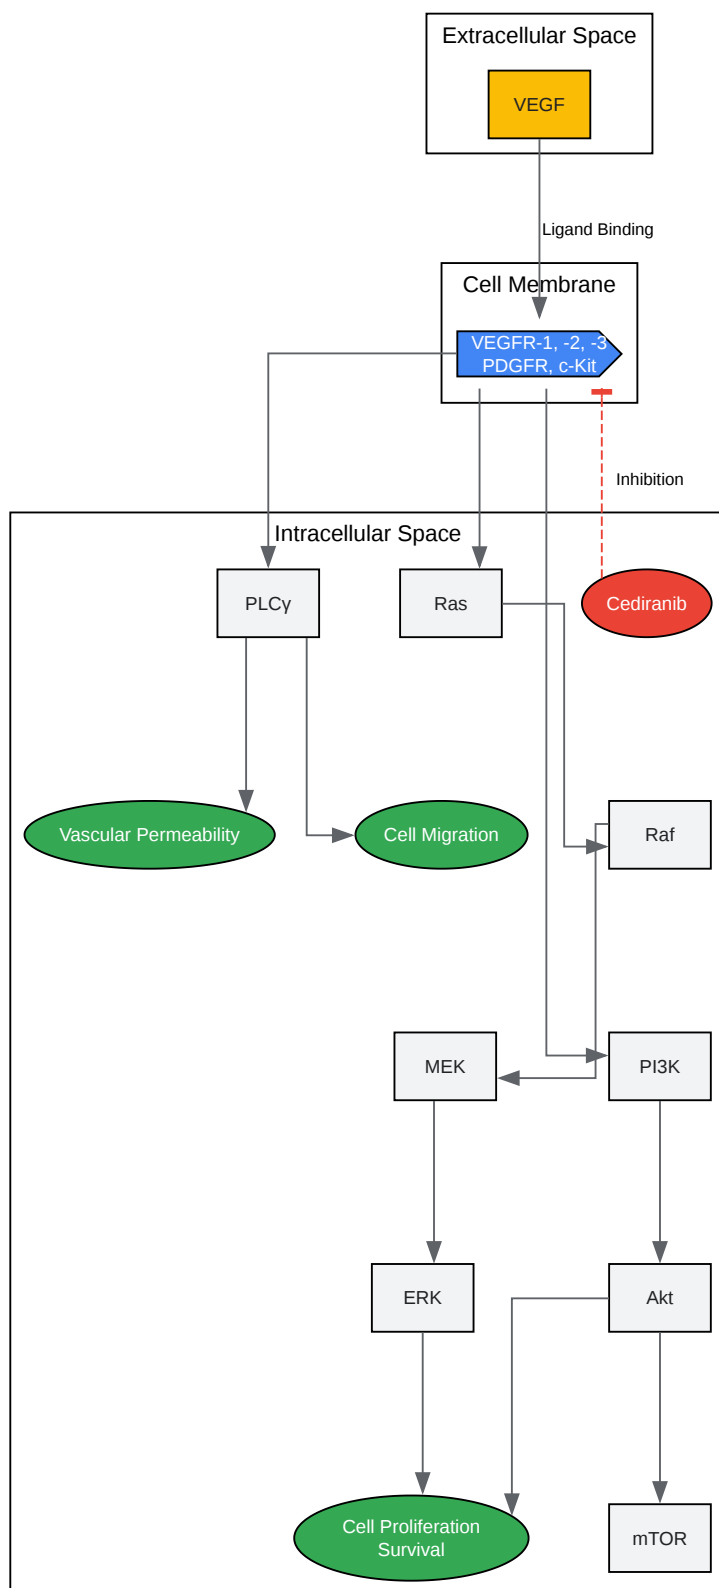 Extracellular Space
VEGF
Ligand Binding
Cell Membrane
VEGFR-1, -2, -3
PDGFR, c-Kit
Inhibition
Intracellular Space
PLCγ
Ras
Cediranib
Vascular Permeability
Cell Migration
Raf
MEK
PI3K
ERK
Akt
Cell Proliferation
Survival
mTOR